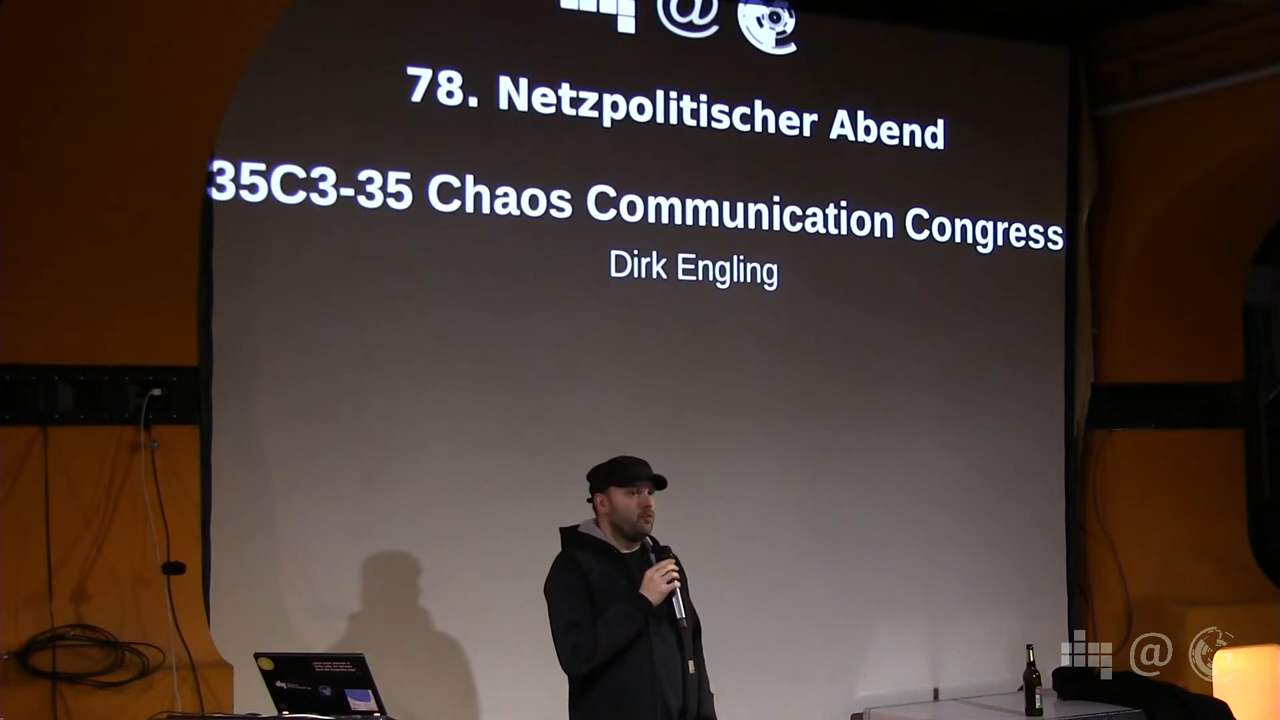 78. Netzpolitischer Abend
35C3-35 Chaos Communication Congress
Dirk Engling